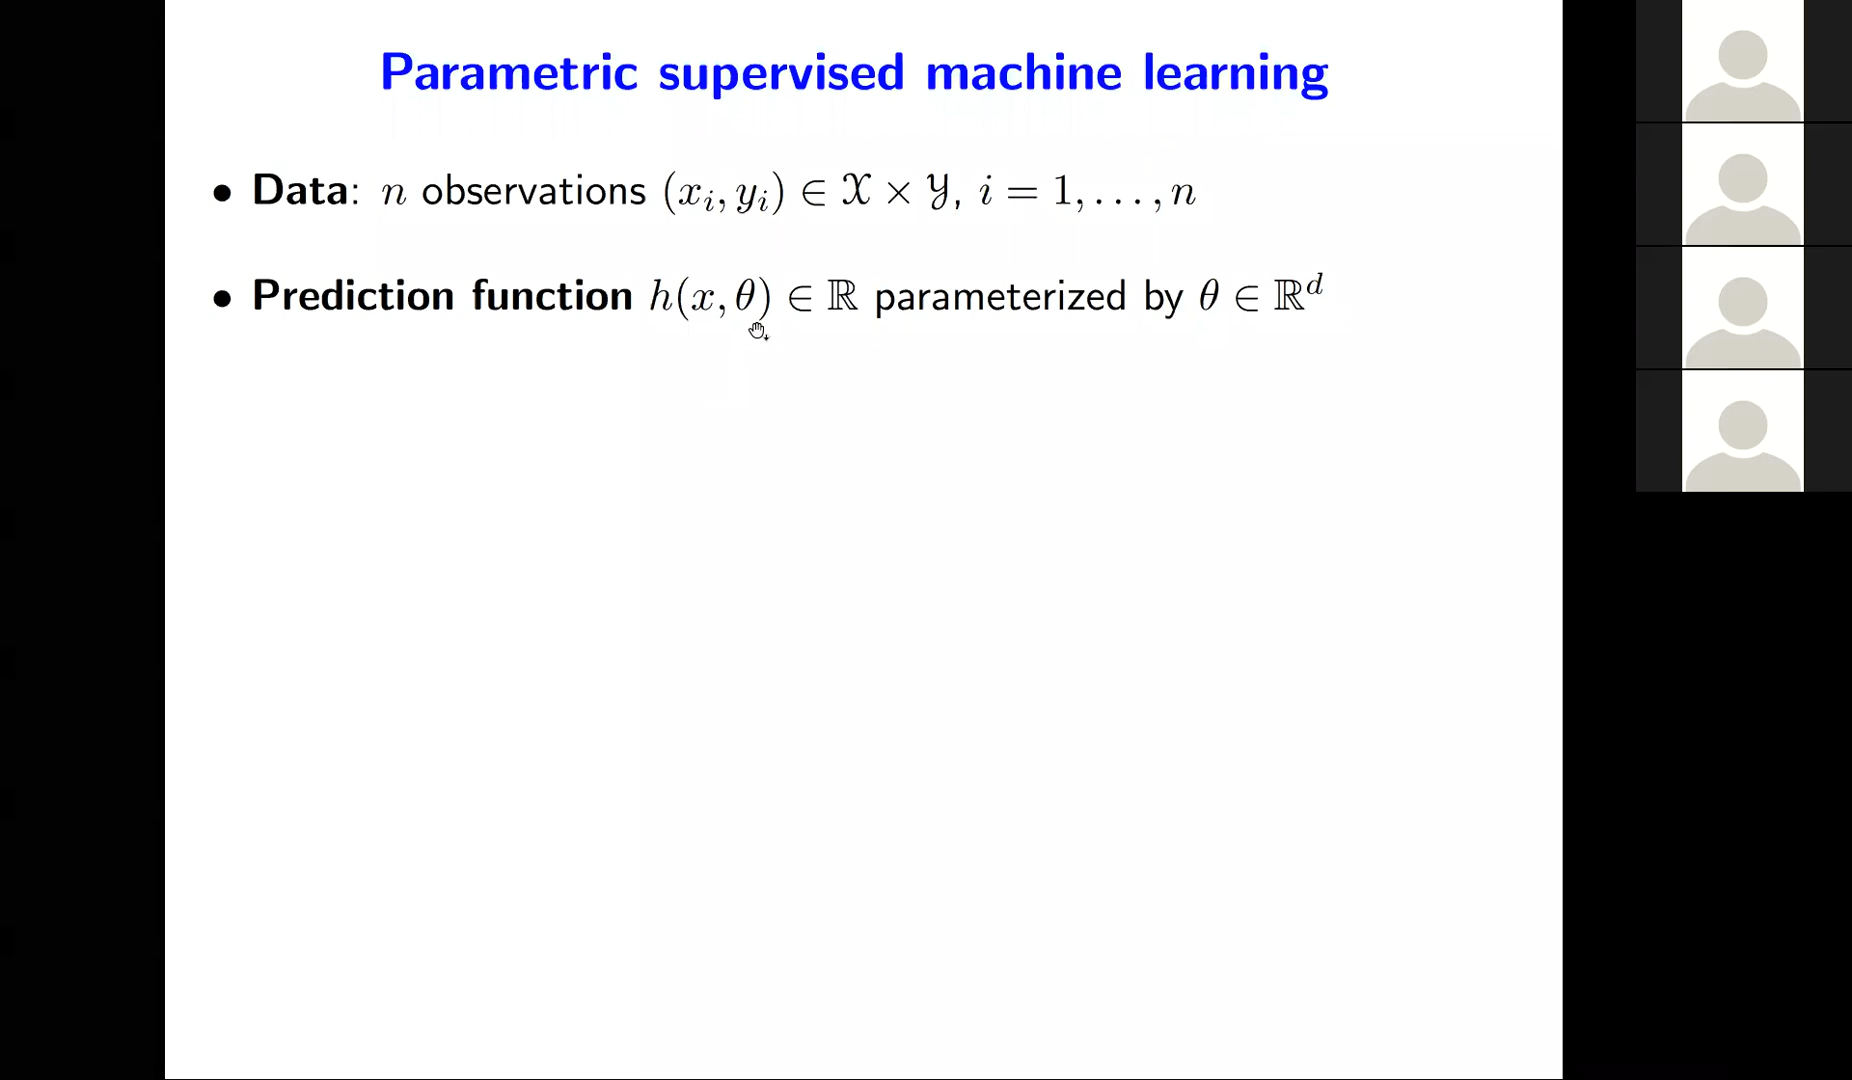 Parametric supervised machine learning
• Data: n observations (xᵢ, yᵢ) ∈ 𝒳 × 𝒴, i = 1, . . . , n
• Prediction function h(x, θ) ∈ ℝ parameterized by θ ∈ ℝᵈ